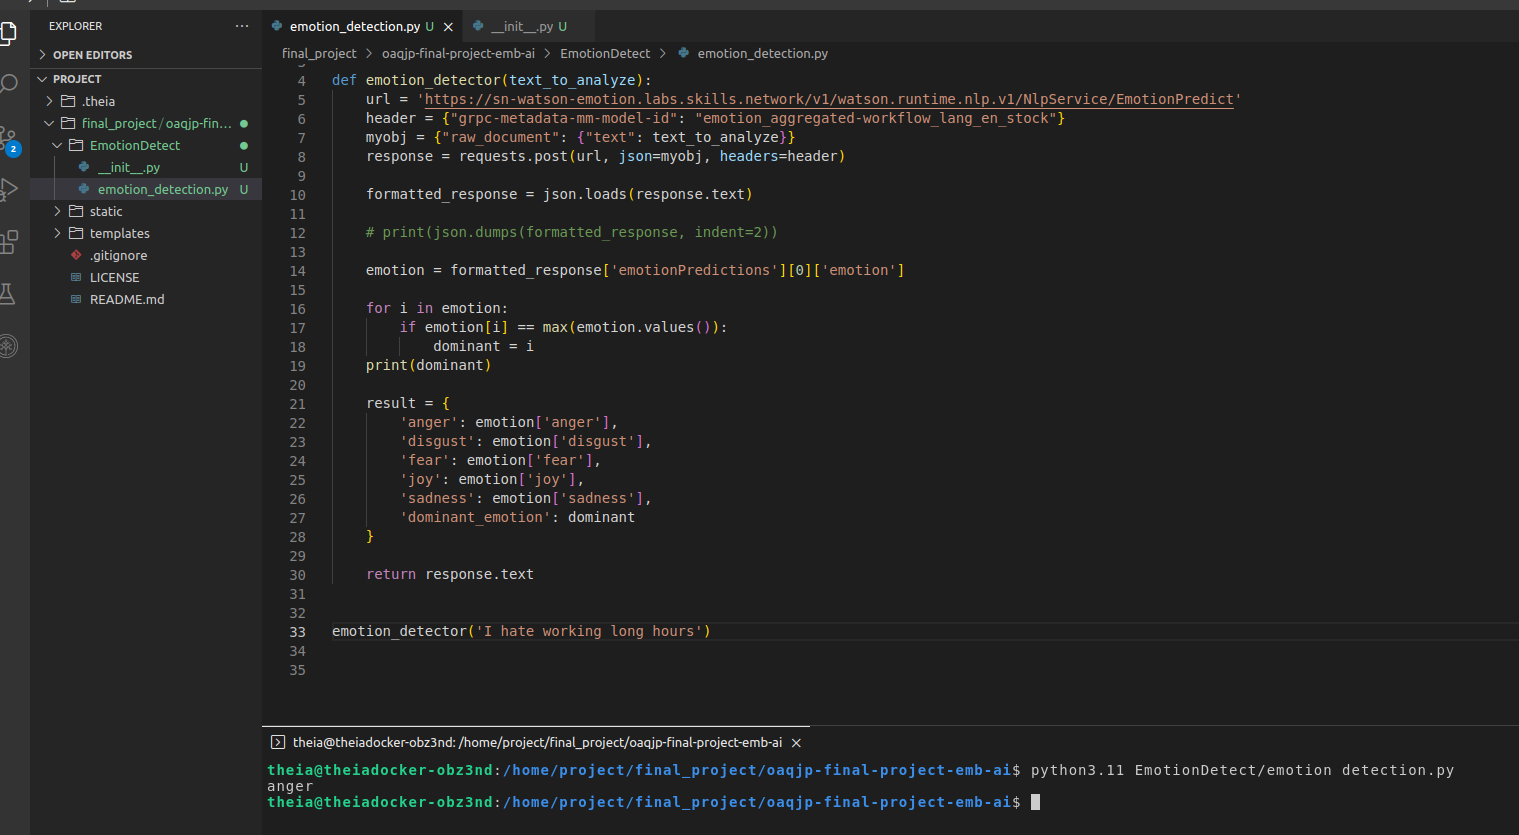 EXPLORER
···
OPEN EDITORS
PROJECT
.theia
final_project/oaqjp-fin...
EmotionDetect
__init__.py U
emotion_detection.py U
static
templates
.gitignore
LICENSE
README.md
2
emotion_detection.py U
__init__.py U
final_project > oaqjp-final-project-emb-ai > EmotionDetect > emotion_detection.py
4 def emotion_detector(text_to_analyze):
5 url = 'https://sn-watson-emotion.labs.skills.network/v1/watson.runtime.nlp.v1/NlpService/EmotionPredict'
6 header = {"grpc-metadata-mm-model-id": "emotion_aggregated-workflow_lang_en_stock"}
7 myobj = {"raw_document": {"text": text_to_analyze}}
8 response = requests.post(url, json=myobj, headers=header)
9
10 formatted_response = json.loads(response.text)
11
12 # print(json.dumps(formatted_response, indent=2))
13
14 emotion = formatted_response['emotionPredictions'][0]['emotion']
15
16 for i in emotion:
17 if emotion[i] == max(emotion.values()):
18 dominant = i
19 print(dominant)
20
21 result = {
22 'anger': emotion['anger'],
23 'disgust': emotion['disgust'],
24 'fear': emotion['fear'],
25 'joy': emotion['joy'],
26 'sadness': emotion['sadness'],
27 'dominant_emotion': dominant
28 }
29
30 return response.text
31
32
33 emotion_detector('I hate working long hours')
34
35
theia@theiadocker-obz3nd: /home/project/final_project/oaqjp-final-project-emb-ai
theia@theiadocker-obz3nd:/home/project/final_project/oaqjp-final-project-emb-ai$ python3.11 EmotionDetect/emotion detection.py
anger
theia@theiadocker-obz3nd:/home/project/final_project/oaqjp-final-project-emb-ai$